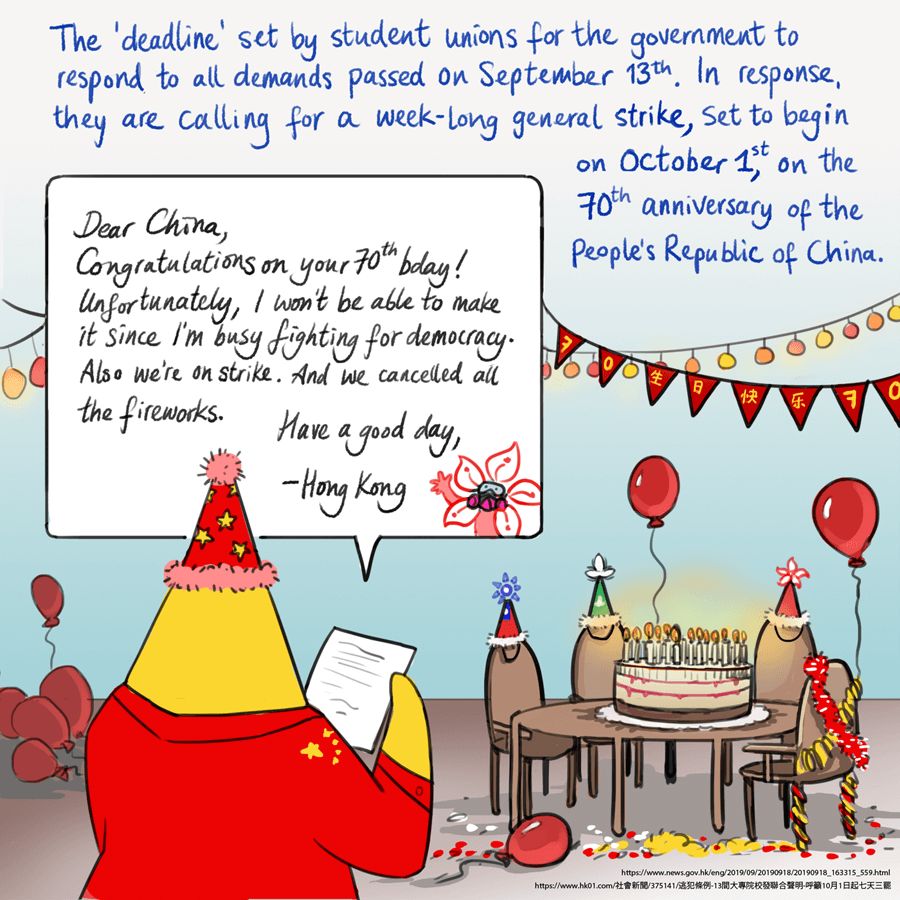 The 'deadline' set by student unions for the government to
respond to all demands passed on September 13th. In response,
they are calling for a week-long general strike, set to begin
on October 1st, on the
70th anniversary of the
People's Republic of China.
Dear China,
Congratulations on your 70th bday!
Unfortunately, I won't be able to make
it since I'm busy fighting for democracy.
Also we're on strike. And we cancelled all
the fireworks.
Have a good day,
-Hong Kong
70生日快乐70
https://www.news.gov.hk/eng/2019/09/20190918/20190918_163315_559.html
https://www.hk01.com/社會新聞/375141/逃犯條例-13間大專院校發聯合聲明-呼籲10月1日起七天三罷